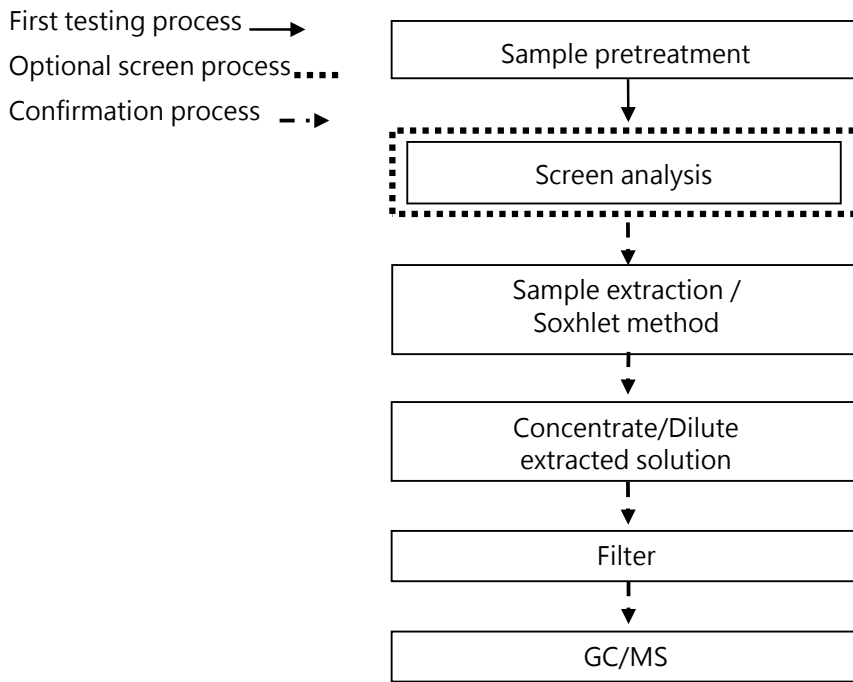 First testing process
Optional screen process
Confirmation process
Sample pretreatment
Screen analysis
Sample extraction /
Soxhlet method
Concentrate/Dilute
extracted solution
Filter
GC/MS